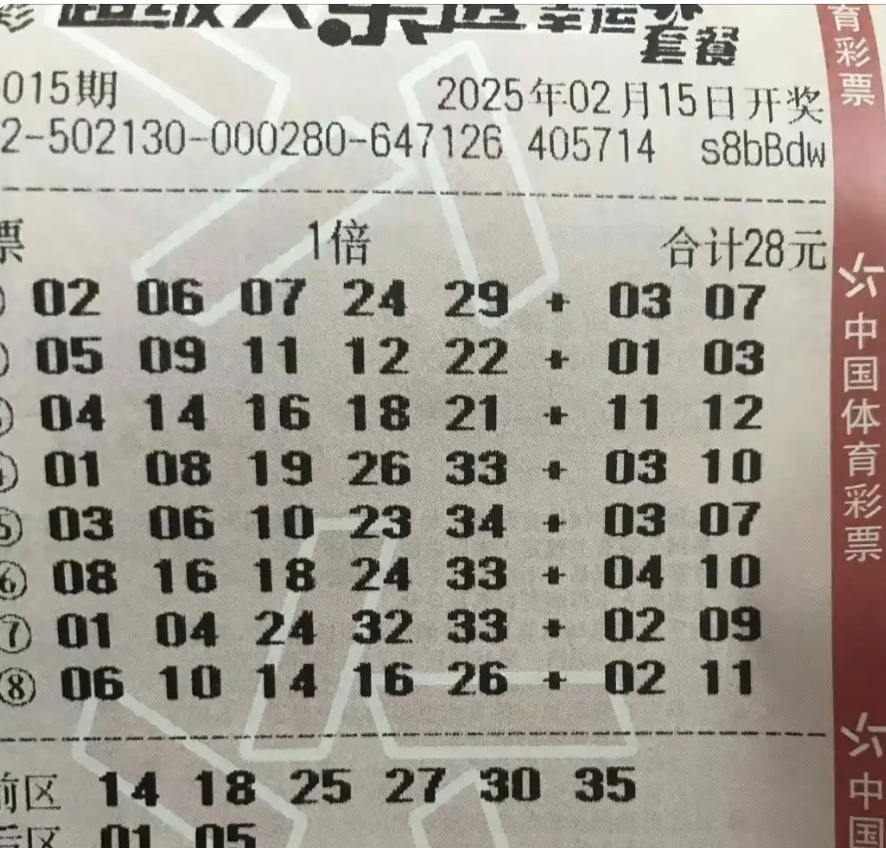 超级大乐透幸运彩
套餐
015期 2025年02月15日开奖
2-502130-000280-647126 405714 s8bBdw
票 1倍 合计28元
02 06 07 24 29 + 03 07
05 09 11 12 22 + 01 03
04 14 16 18 21 + 11 12
01 08 19 26 33 + 03 10
⑤ 03 06 10 23 34 + 03 07
⑥ 08 16 18 24 33 + 04 10
⑦ 01 04 24 32 33 + 02 09
⑧ 06 10 14 16 26 + 02 11
前区 14 18 25 27 30 35
后区 01 05
育彩票
中国体育彩票
中国